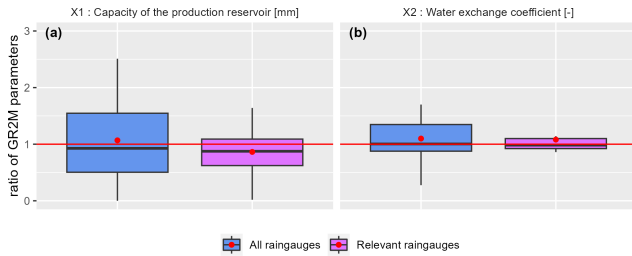 X1 : Capacity of the production reservoir [mm]
X2 : Water exchange coefficient [-]
(a)
(b)
ratio of GR2M parameters
3
2
1
0
All raingauges
Relevant raingauges